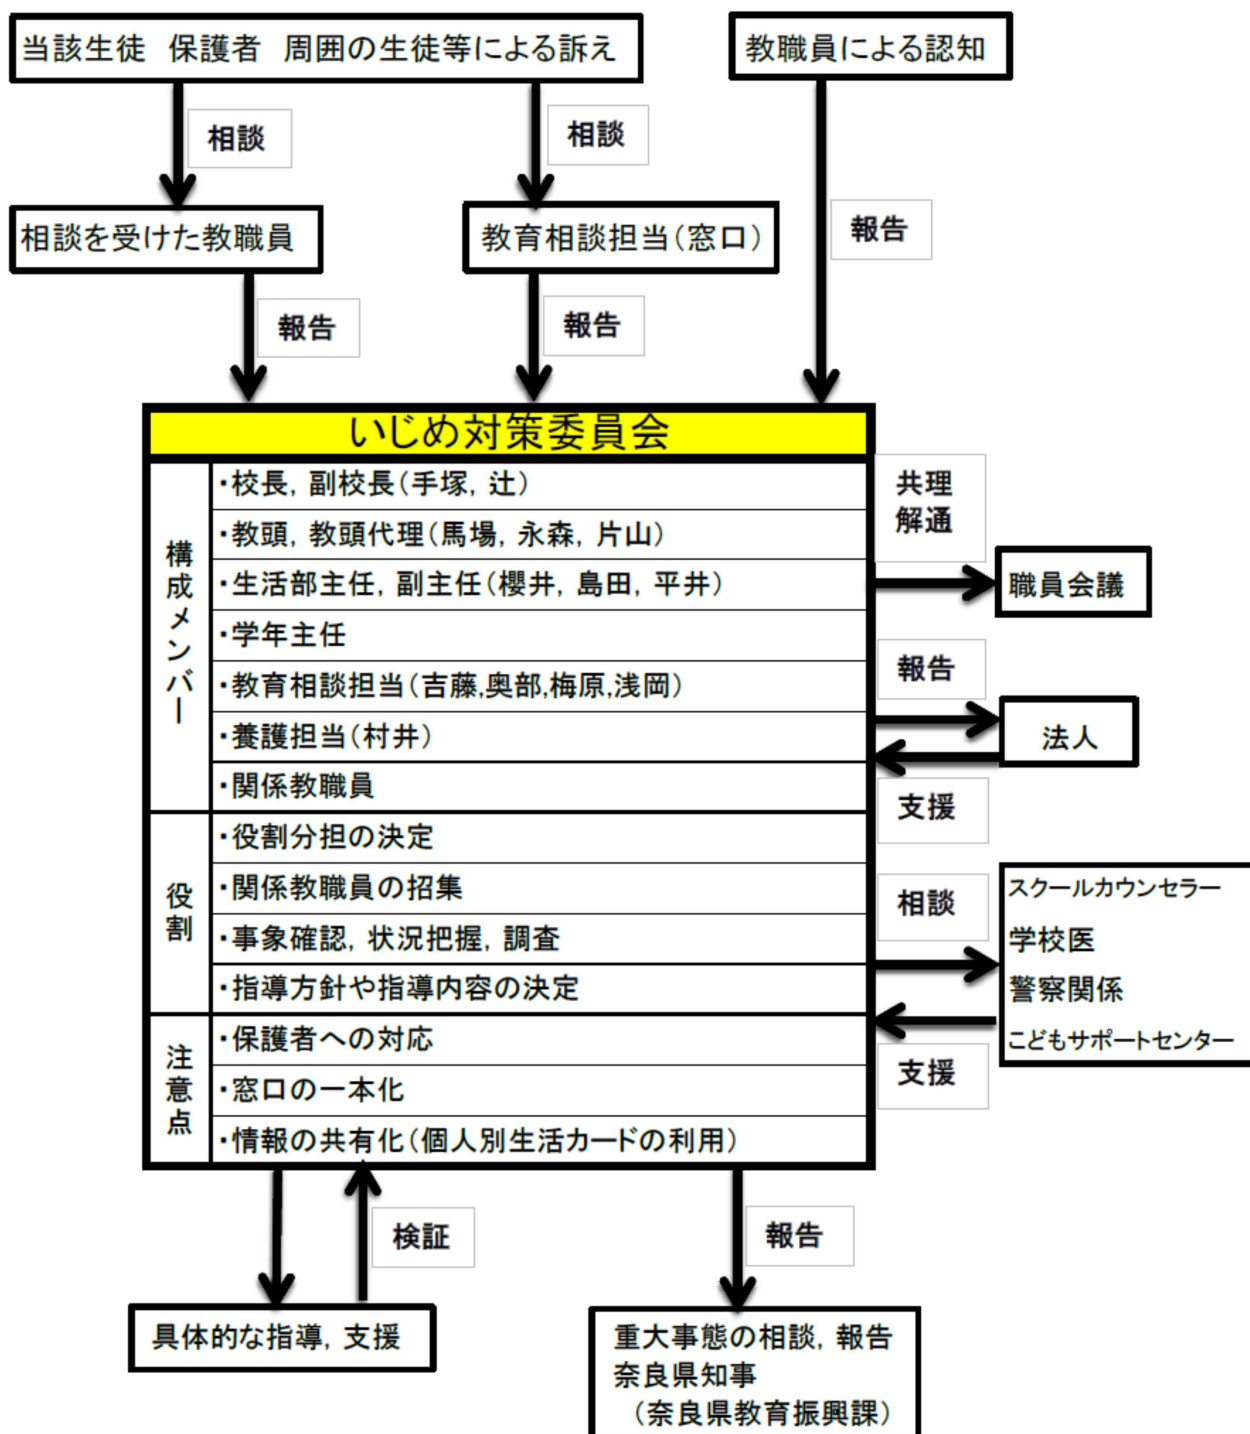 当該生徒　保護者　周囲の生徒等による訴え
教職員による認知
相談
相談
報告
相談を受けた教職員
教育相談担当(窓口)
報告
報告
いじめ対策委員会
構成メンバー
・校長, 副校長(手塚, 辻)
・教頭, 教頭代理(馬場, 永森, 片山)
・生活部主任, 副主任(櫻井, 島田, 平井)
・学年主任
・教育相談担当(吉藤,奥部,梅原,浅岡)
・養護担当(村井)
・関係教職員
役割
・役割分担の決定
・関係教職員の招集
・事象確認, 状況把握, 調査
・指導方針や指導内容の決定
注意点
・保護者への対応
・窓口の一本化
・情報の共有化(個人別生活カードの利用)
共理
解通
職員会議
報告
法人
支援
相談
スクールカウンセラー
学校医
警察関係
こどもサポートセンター
支援
検証
報告
具体的な指導, 支援
重大事態の相談, 報告
奈良県知事
(奈良県教育振興課)